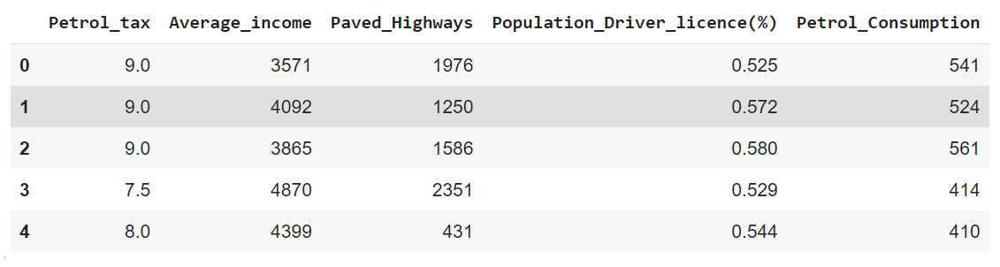 Petrol_tax Average_income Paved_Highways Population_Driver_licence(%) Petrol_Consumption
0 9.0 3571 1976 0.525 541
1 9.0 4092 1250 0.572 524
2 9.0 3865 1586 0.580 561
3 7.5 4870 2351 0.529 414
4 8.0 4399 431 0.544 410